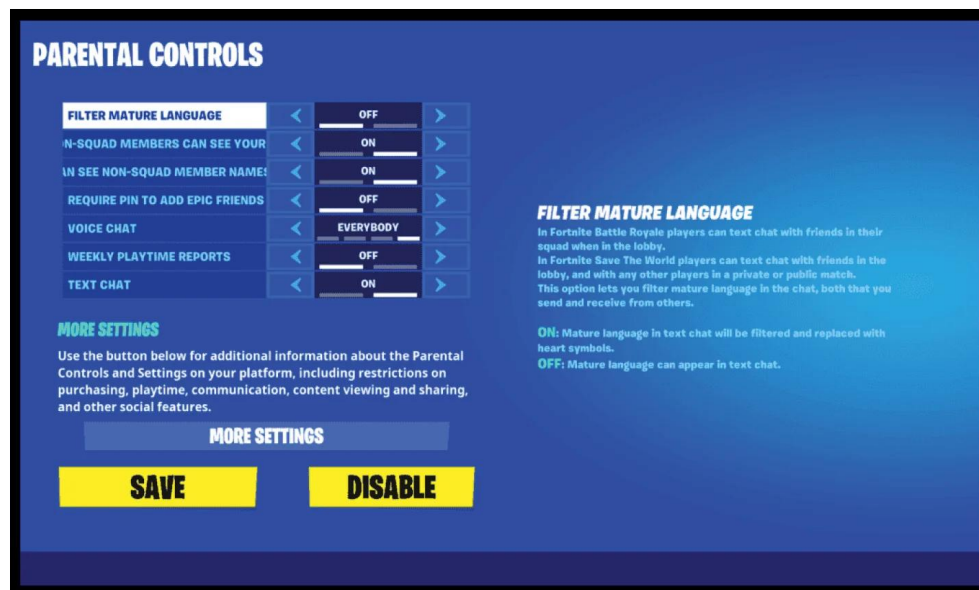 PARENTAL CONTROLS
FILTER MATURE LANGUAGE OFF
N-SQUAD MEMBERS CAN SEE YOUR ON
AN SEE NON-SQUAD MEMBER NAMES ON
REQUIRE PIN TO ADD EPIC FRIENDS OFF
VOICE CHAT EVERYBODY
WEEKLY PLAYTIME REPORTS OFF
TEXT CHAT ON
MORE SETTINGS
Use the button below for additional information about the Parental
Controls and Settings on your platform, including restrictions on
purchasing, playtime, communication, content viewing and sharing,
and other social features.
MORE SETTINGS
SAVE DISABLE
FILTER MATURE LANGUAGE
In Fortnite Battle Royale players can text chat with friends in their
squad when in the lobby.
In Fortnite Save The World players can text chat with friends in the
lobby, and with any other players in a private or public match.
This option lets you filter mature language in the chat, both that you
send and receive from others.
ON: Mature language in text chat will be filtered and replaced with
heart symbols.
OFF: Mature language can appear in text chat.